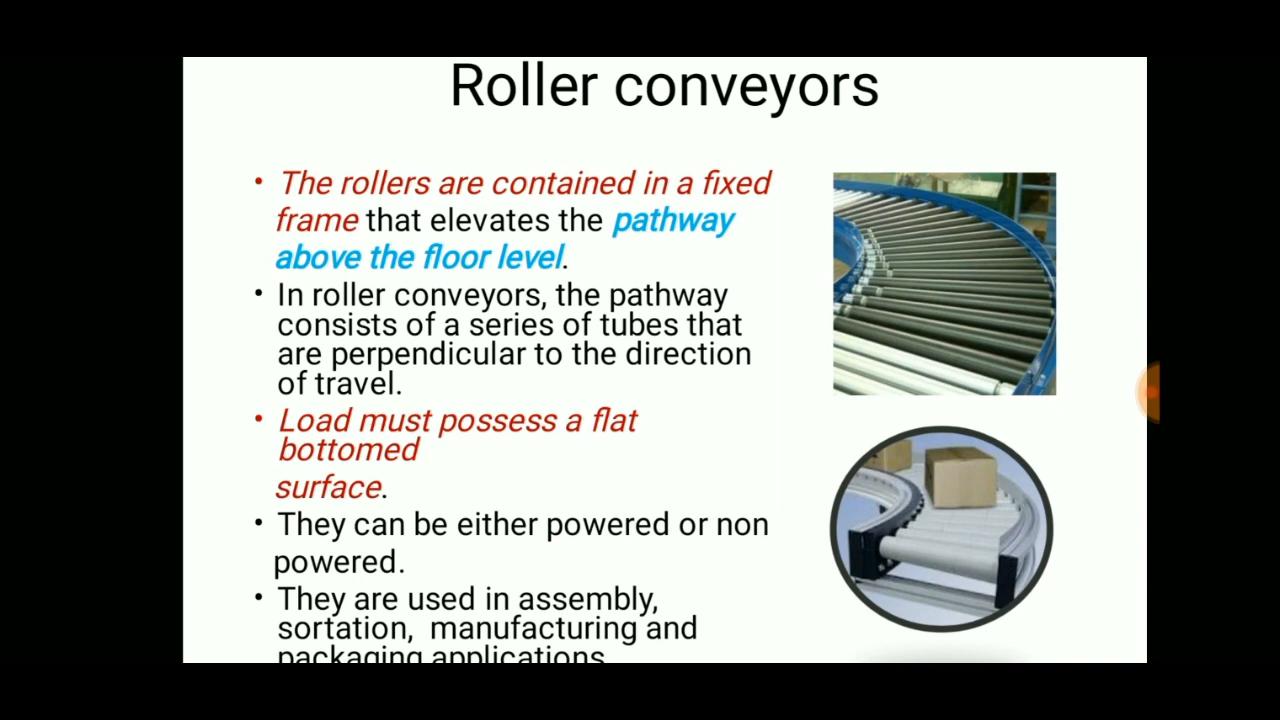 Roller conveyors
• The rollers are contained in a fixed
frame that elevates the pathway
above the floor level.
• In roller conveyors, the pathway
consists of a series of tubes that
are perpendicular to the direction
of travel.
• Load must possess a flat
bottomed
surface.
• They can be either powered or non
powered.
• They are used in assembly,
sortation, manufacturing and
packaging applications